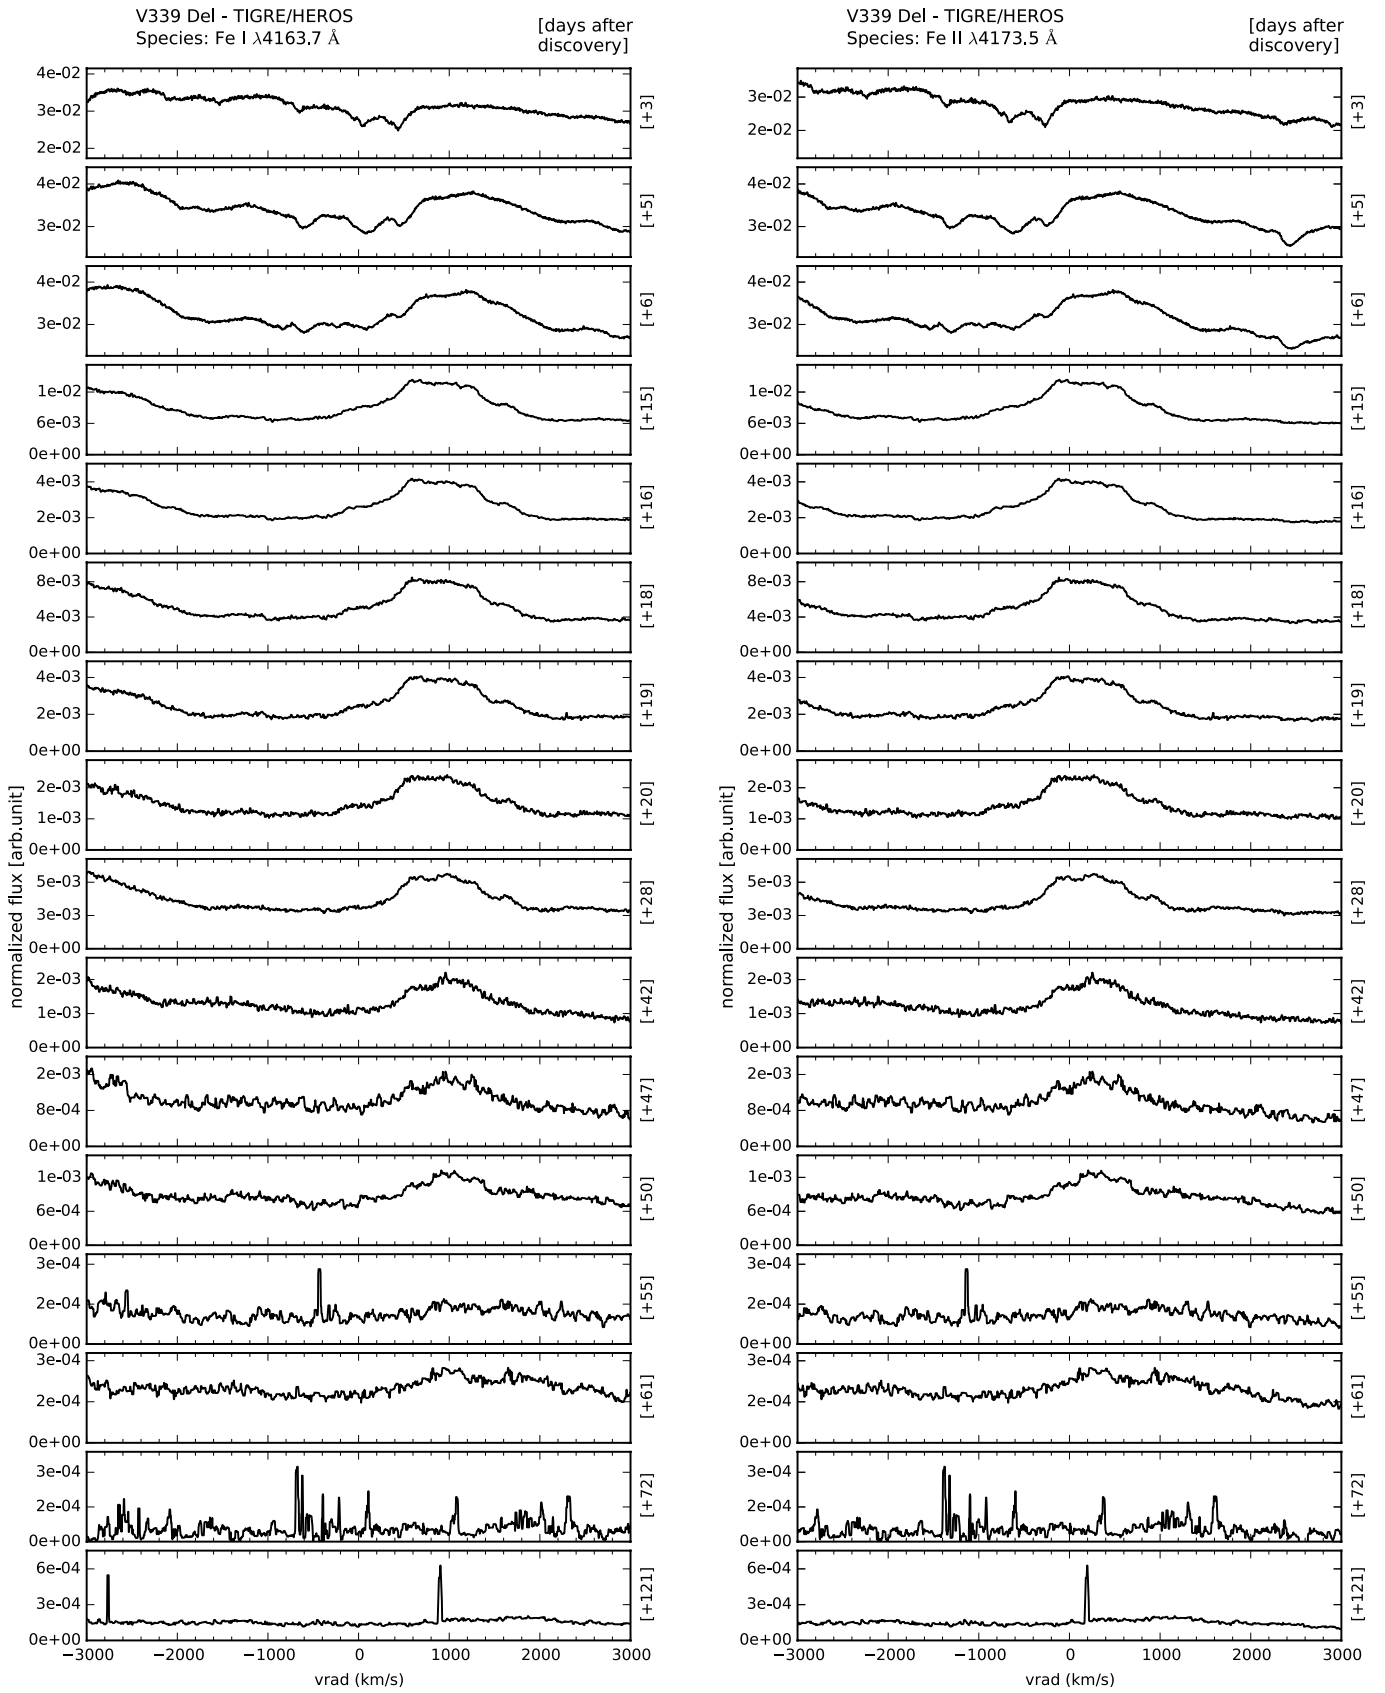 V339 Del - TIGRE/HEROS
Species: Fe I λ4163.7 Å
[days after
discovery]
4e-02
3e-02
2e-02
[+3]
4e-02
3e-02
[+5]
4e-02
3e-02
[+6]
1e-02
6e-03
0e+00
[+15]
4e-03
2e-03
0e+00
[+16]
8e-03
4e-03
0e+00
[+18]
4e-03
2e-03
0e+00
[+19]
2e-03
1e-03
0e+00
[+20]
5e-03
3e-03
0e+00
[+28]
2e-03
1e-03
0e+00
[+42]
2e-03
8e-04
0e+00
[+47]
1e-03
6e-04
0e+00
[+50]
3e-04
2e-04
0e+00
[+55]
3e-04
2e-04
0e+00
[+61]
3e-04
2e-04
0e+00
[+72]
6e-04
3e-04
0e+00
[+121]
normalized flux [arb.unit]
−3000 −2000 −1000 0 1000 2000 3000
vrad (km/s)
V339 Del - TIGRE/HEROS
Species: Fe II λ4173.5 Å
[days after
discovery]
3e-02
2e-02
[+3]
4e-02
3e-02
[+5]
4e-02
3e-02
[+6]
1e-02
6e-03
0e+00
[+15]
4e-03
2e-03
0e+00
[+16]
8e-03
4e-03
0e+00
[+18]
4e-03
2e-03
0e+00
[+19]
2e-03
1e-03
0e+00
[+20]
5e-03
3e-03
0e+00
[+28]
2e-03
1e-03
0e+00
[+42]
2e-03
8e-04
0e+00
[+47]
1e-03
6e-04
0e+00
[+50]
3e-04
2e-04
0e+00
[+55]
3e-04
2e-04
0e+00
[+61]
3e-04
2e-04
0e+00
[+72]
6e-04
3e-04
0e+00
[+121]
normalized flux [arb.unit]
−3000 −2000 −1000 0 1000 2000 3000
vrad (km/s)